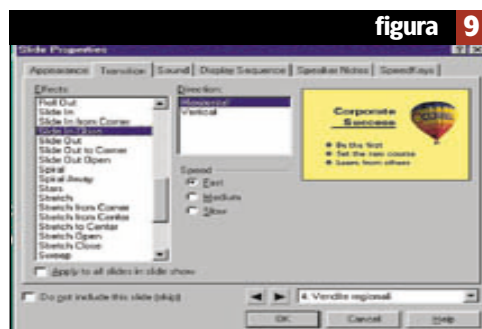 figura 9
Slide Properties
Appearance Transition Sound Display Sequence Speaker Notes SpeedKeys
Effects:
Roll Out
Slide In
Slide In from Corner
Slide In Close
Slide Out
Slide Out to Corner
Slide Out Open
Spiral
Spiral Away
Stars
Stretch
Stretch from Corner
Stretch from Center
Stretch to Center
Stretch Open
Stretch Close
Sweep
Direction:
Horizontal
Vertical
Speed
Fast
Medium
Slow
Corporate
Success
Be the first
Set the new course
Learn from others
Apply to all slides in slide show
Do not include this slide (skip)
4. Vendite regionali
OK Cancel Help